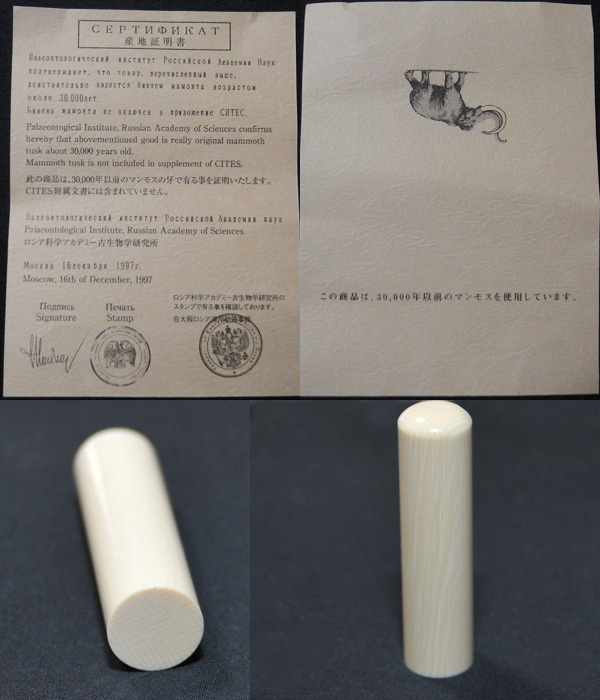 СЕРТИФИКАТ
産地証明書
Палеонтологический институт Российской Академии Наук
подтверждает, что товар, перечисленный выше,
действительно является бивнем мамонта возрастом
около 30.000лет.
Бивень мамонта не включен в приложение СИТЕС.
Palaeontological Institute, Russian Academy of Sciences confirms
hereby that abovementioned good is really original mammoth
tusk about 30,000 years old.
Mammoth tusk is not included in supplement of CITES.
此の商品は、30,000年以前のマンモスの牙で有る事を証明いたします。
CITES.附属文書には含まれていません。
Палеонтологический институт Российской Академии наук
Palaeontological Institute, Russian Academy of Sciences
ロシア科学アカデミー古生物学研究所
Москва 16декабря 1997г.
Moscow, 16th of December, 1997
Подпись Печать
Signature Stamp
ロシア科学アカデミー古生物学研究所の
スタンプで有る事を確認しております。
在大阪ロシア
この商品は、30,000年以前のマンモスを使用しています。